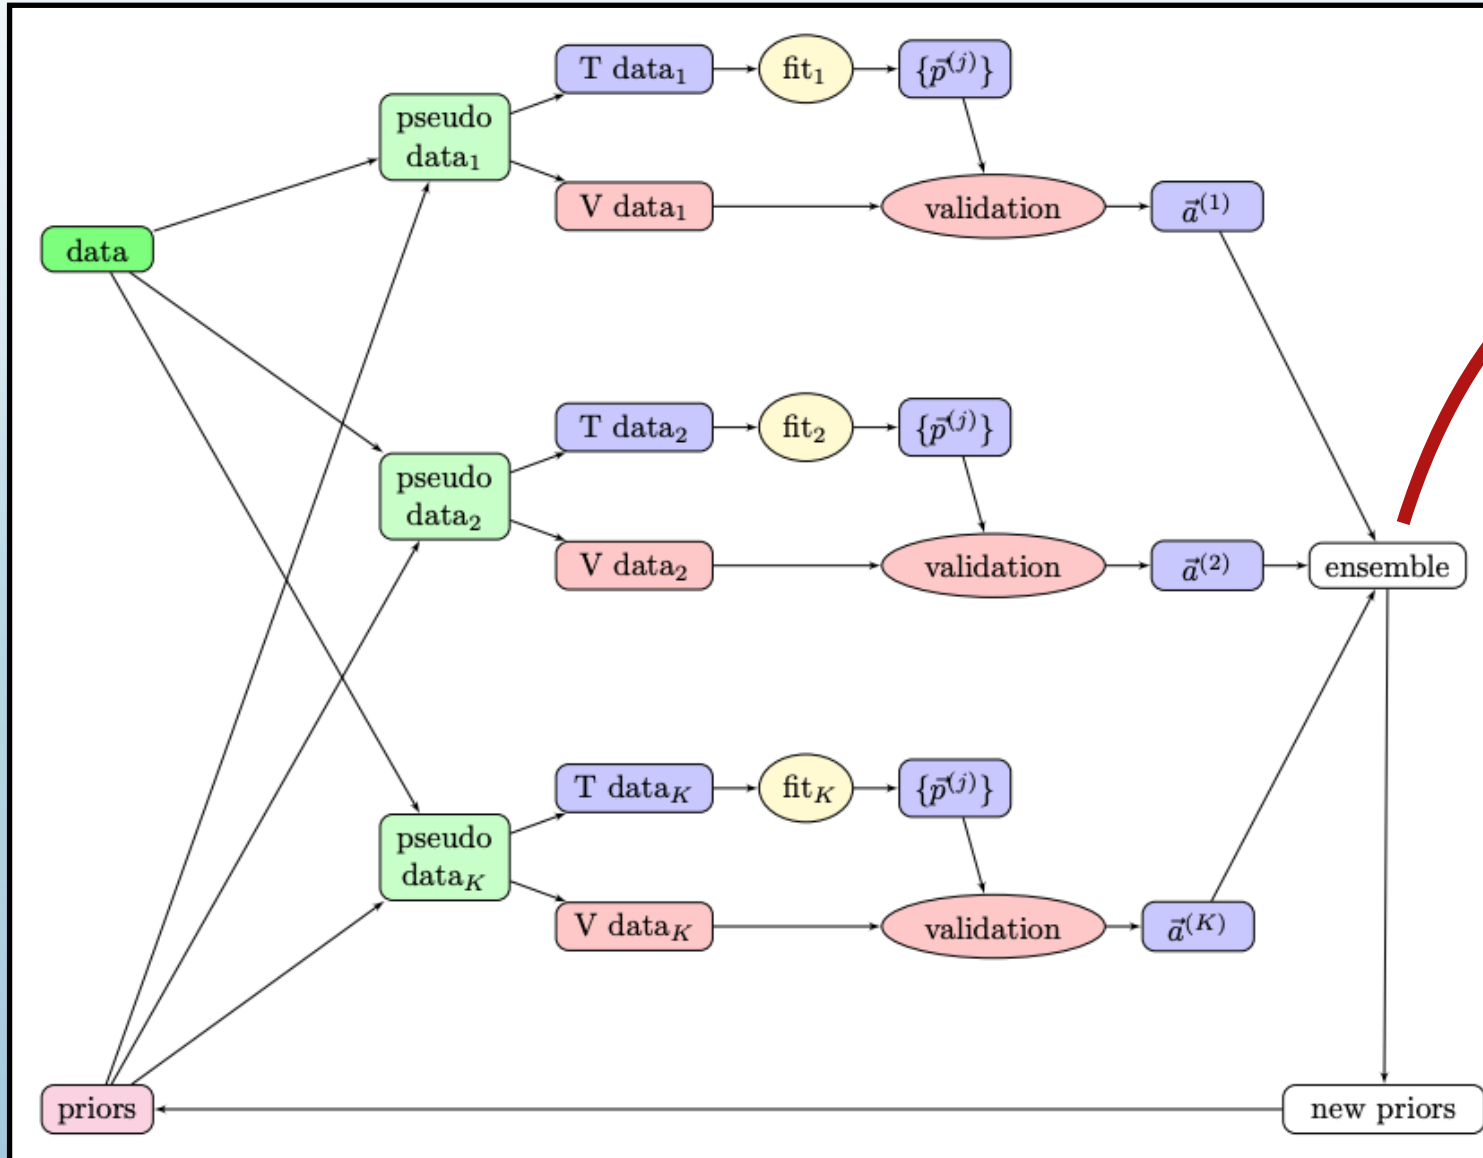 T data₁
fit₁
{p⃗⁽ʲ⁾}
pseudo
data₁
V data₁
validation
a⃗⁽¹⁾
data
T data₂
fit₂
{p⃗⁽ʲ⁾}
pseudo
data₂
V data₂
validation
a⃗⁽²⁾
ensemble
T data_K
fit_K
{p⃗⁽ʲ⁾}
pseudo
data_K
V data_K
validation
a⃗⁽ᴷ⁾
priors
new priors